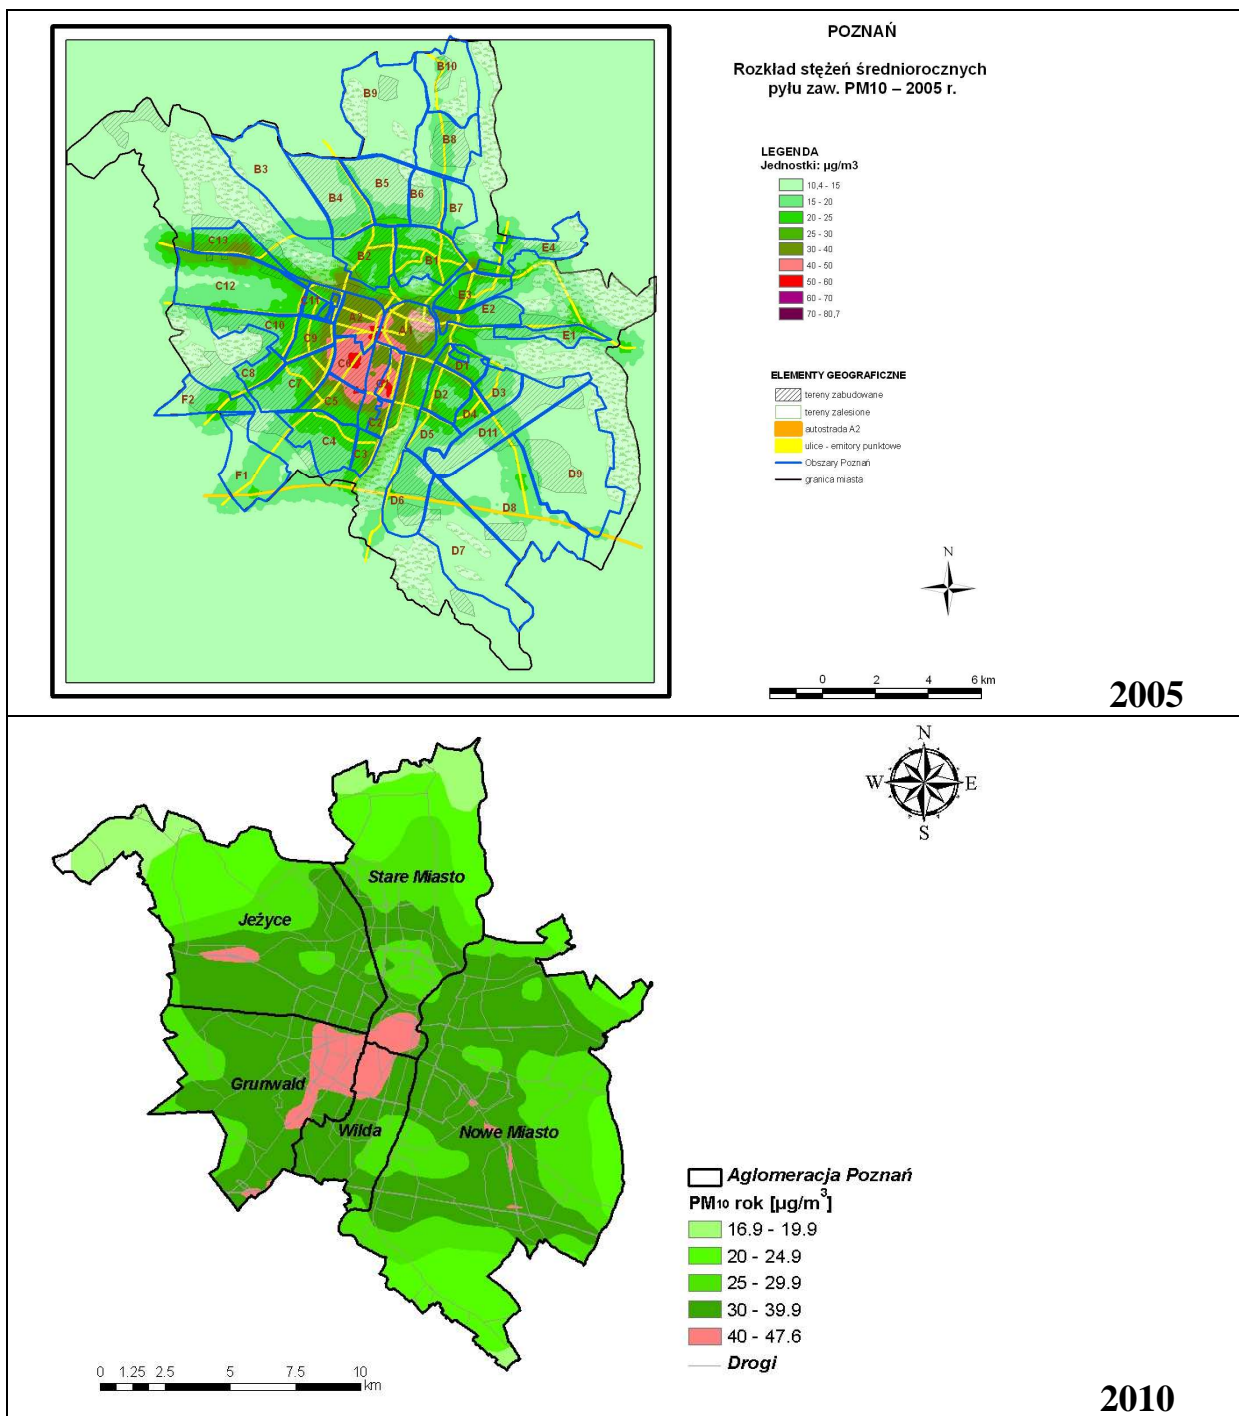 POZNAŃ
Rozkład stężeń średniorocznych
pyłu zaw. PM10 – 2005 r.
LEGENDA
Jednostki: µg/m3
10,4 - 15
15 - 20
20 - 25
25 - 30
30 - 40
40 - 50
50 - 60
60 - 70
70 - 80,7
ELEMENTY GEOGRAFICZNE
tereny zabudowane
tereny zalesione
autostrada A2
ulice - emitory punktowe
Obszary Poznań
granica miasta
B10
B9
B8
B3
B5
B4
B6
B7
C13
B2
B1
E4
C12
C11
E3
E2
A2
A1
E1
C10
C9
C6
D1
C8
C7
D2
D3
F2
C5
C2
D4
C4
D5
D11
C3
F1
D9
D6
D8
D7
N
0 2 4 6 km
2005
N
W E
S
Stare Miasto
Jeżyce
Grunwald
Wilda
Nowe Miasto
Aglomeracja Poznań
PM10 rok [µg/m3]
16.9 - 19.9
20 - 24.9
25 - 29.9
30 - 39.9
40 - 47.6
Drogi
0 1.25 2.5 5 7.5 10
km
2010